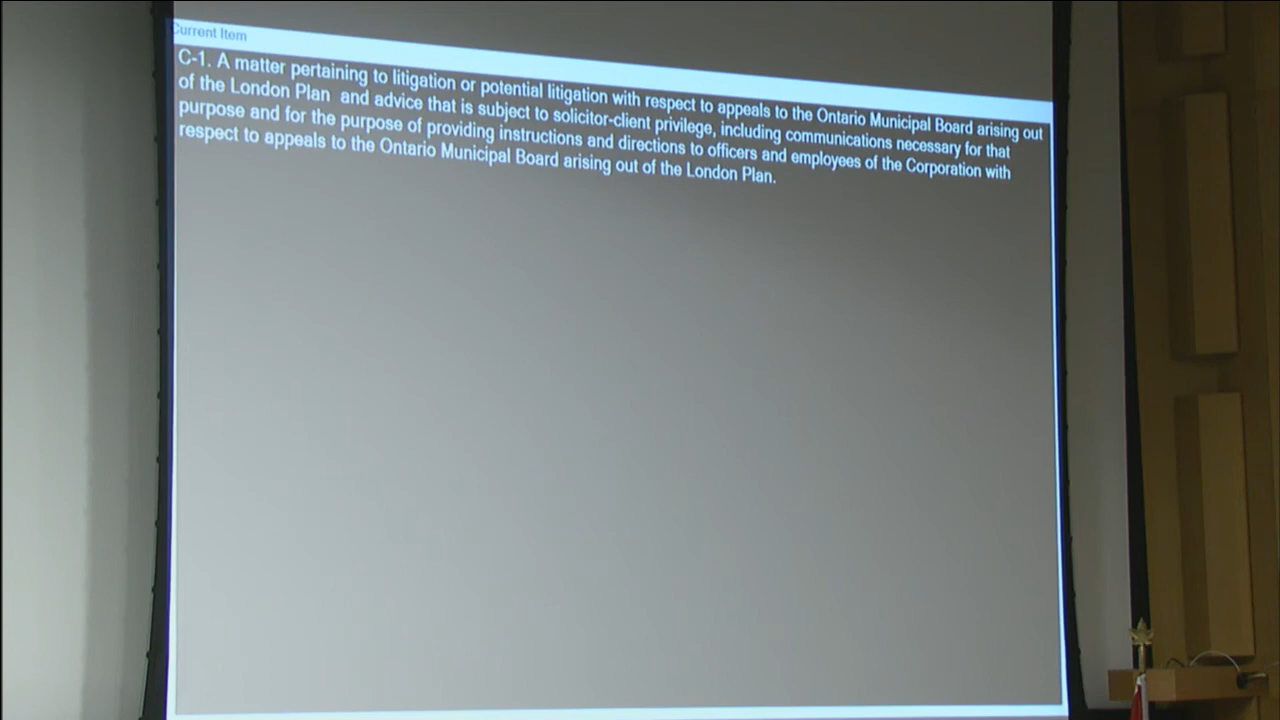 Current Item
C-1. A matter pertaining to litigation or potential litigation with respect to appeals to the Ontario Municipal Board arising out
of the London Plan and advice that is subject to solicitor-client privilege, including communications necessary for that
purpose and for the purpose of providing instructions and directions to officers and employees of the Corporation with
respect to appeals to the Ontario Municipal Board arising out of the London Plan.